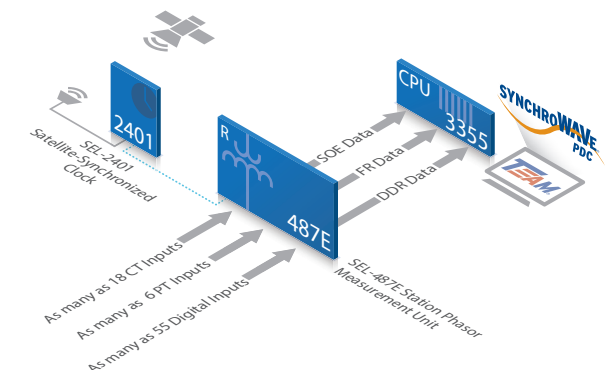 2401
SEL-2401
Satellite-Synchronized
Clock
R
487E
SEL-487E Station Phasor
Measurement Unit
As many as 18 CT Inputs
As many as 6 PT Inputs
As many as 55 Digital Inputs
SOE Data
FR Data
DDR Data
CPU
3355
SYNCHROWAVE
PDC
TEAM